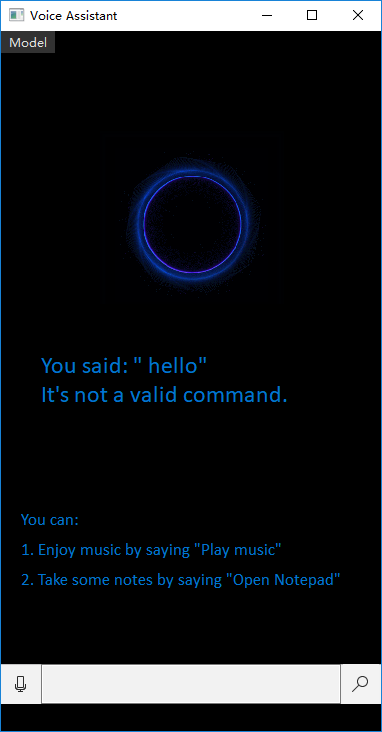 Voice Assistant
Model
You said: " hello"
It's not a valid command.
You can:
1. Enjoy music by saying "Play music"
2. Take some notes by saying "Open Notepad"